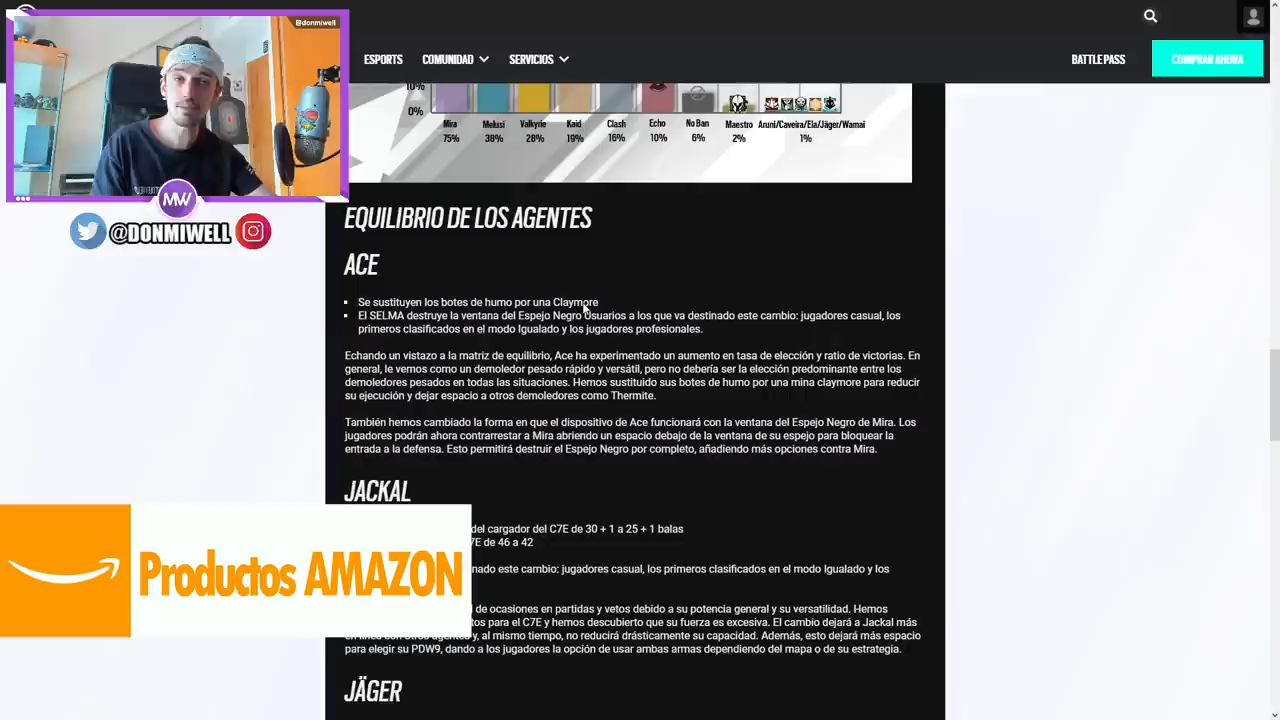 @donmiwell
MW
@DONMIWELL
ESPORTS
COMUNIDAD
SERVICIOS
BATTLE PASS
COMPRAR AHORA
10%
0%
Mira
75%
Melusi
38%
Valkyrie
28%
Kaid
19%
Clash
16%
Echo
10%
No Ban
6%
Maestro
2%
Aruni/Caveira/Ela/Jäger/Wamai
1%
EQUILIBRIO DE LOS AGENTES
ACE
Se sustituyen los botes de humo por una Claymore
El SELMA destruye la ventana del Espejo Negro Usuarios a los que va destinado este cambio: jugadores casual, los
primeros clasificados en el modo Igualado y los jugadores profesionales.
Echando un vistazo a la matriz de equilibrio, Ace ha experimentado un aumento en tasa de elección y ratio de victorias. En
general, le vemos como un demoledor pesado rápido y versátil, pero no debería ser la elección predominante entre los
demoledores pesados en todas las situaciones. Hemos sustituido sus botes de humo por una mina claymore para reducir
su ejecución y dejar espacio a otros demoledores como Thermite.
También hemos cambiado la forma en que el dispositivo de Ace funcionará con la ventana del Espejo Negro de Mira. Los
jugadores podrán ahora contrarrestar a Mira abriendo un espacio debajo de la ventana de su espejo para bloquear la
entrada a la defensa. Esto permitirá destruir el Espejo Negro por completo, añadiendo más opciones contra Mira.
JACKAL
del cargador del C7E de 30 + 1 a 25 + 1 balas
de 46 a 42
este cambio: jugadores casual, los primeros clasificados en el modo Igualado y los
de ocasiones en partidas y vetos debido a su potencia general y su versatilidad. Hemos
para el C7E y hemos descubierto que su fuerza es excesiva. El cambio dejará a Jackal más
en línea con otros agentes y, al mismo tiempo, no reducirá drásticamente su capacidad. Además, esto dejará más espacio
para elegir su PDW9, dando a los jugadores la opción de usar ambas armas dependiendo del mapa o de su estrategia.
Productos AMAZON
JÄGER